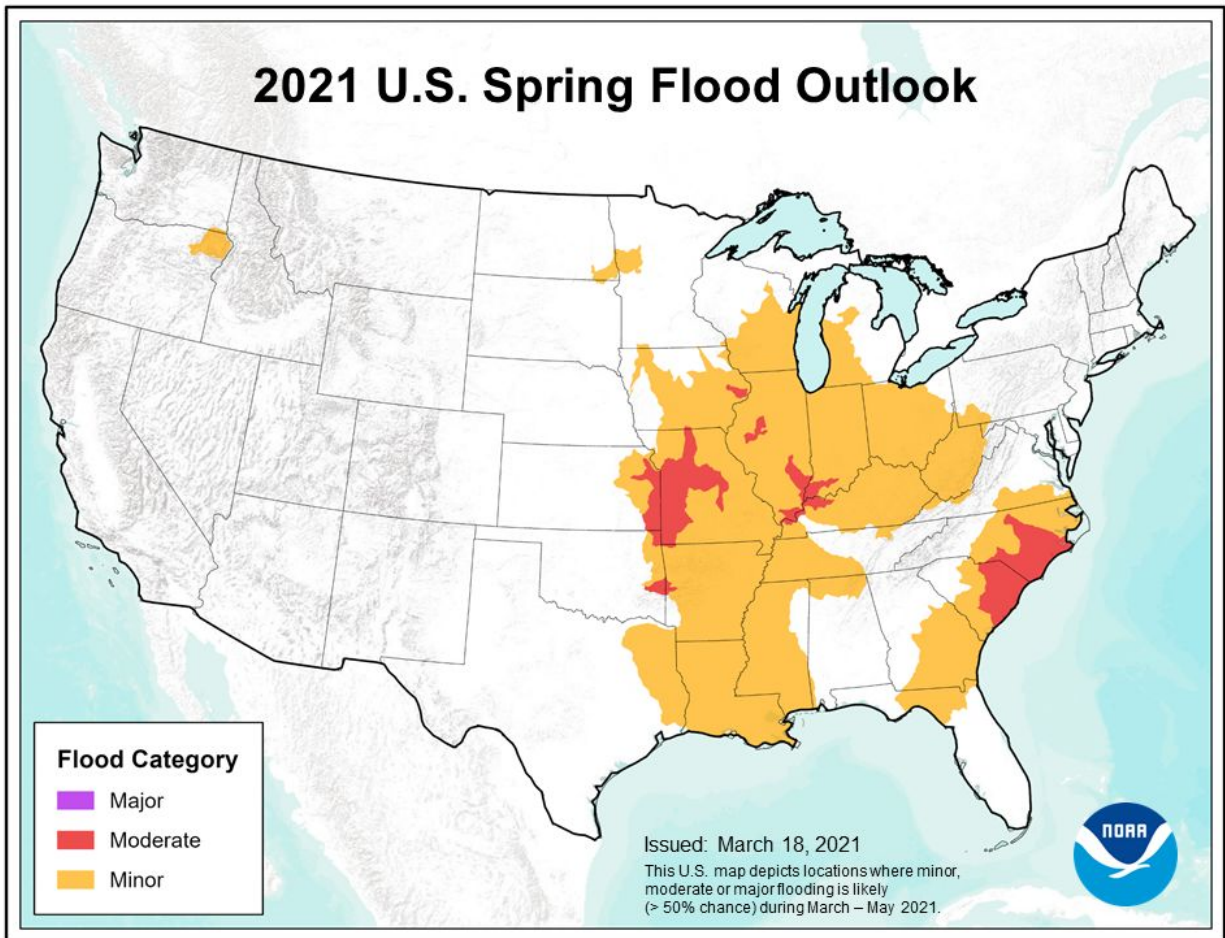 2021 U.S. Spring Flood Outlook
Flood Category
Major
Moderate
Minor
Issued: March 18, 2021
This U.S. map depicts locations where minor,
moderate or major flooding is likely
(> 50% chance) during March – May 2021.
NOAA